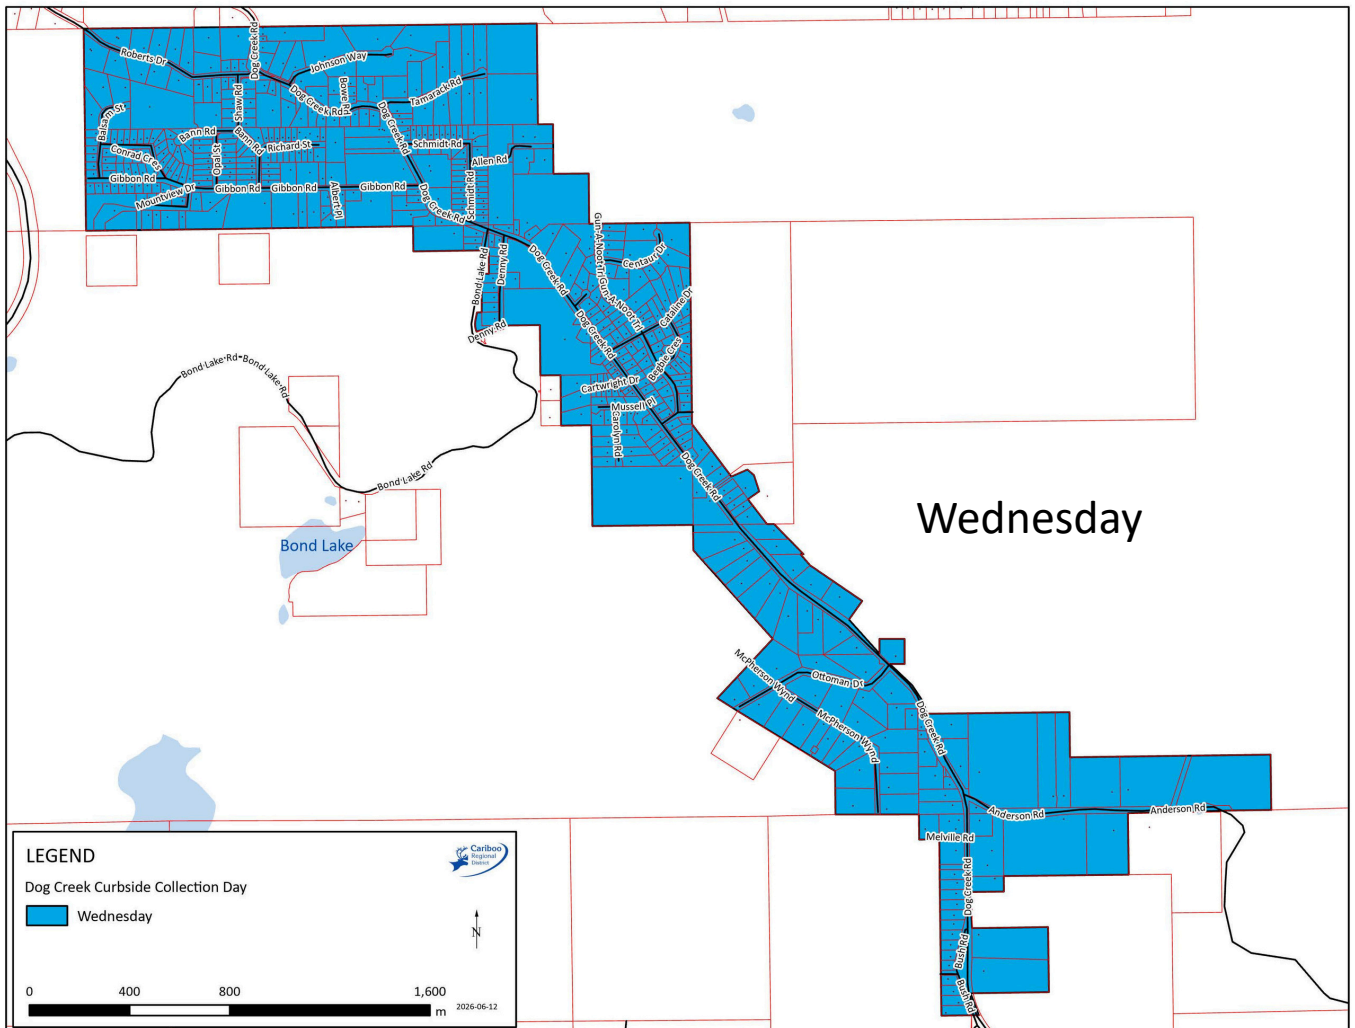 Dog Creek Rd
Roberts Dr
Johnson Way
Bowe Rd
Tamarack Rd
Dog Creek Rd
Shaw Rd
Balsam St
Dog Creek Rd
Bann Rd
Bann Rd
Richard St
Schmidt Rd
Opal St
Conrad Cres
Allen Rd
Gibbon Rd
Mountview Dr
Gibbon Rd
Gibbon Rd
Gibbon Rd
Albert Pl
Schmidt Rd
Dog Creek Rd
Gun-A-Noot Trl
Centaur Dr
Bond Lake Rd
Denny Rd
Dog Creek Rd
Gun-A-Noot Trl
Cataline Dr
Denny Rd
Dog Creek Rd
Begbie Cres
Bond Lake Rd
Bond Lake Rd
Cartwright Dr
Mussell Pl
Carolyn Rd
Bond Lake Rd
Dog Creek Rd
Wednesday
Bond Lake
McPherson Wynd
Ottoman Dr
McPherson Wynd
Dog Creek Rd
Anderson Rd
Anderson Rd
Melville Rd
Dog Creek Rd
Bush Rd
Bush Rd
LEGEND
Cariboo
Regional
District
Dog Creek Curbside Collection Day
Wednesday
N
0 400 800 1,600
m
2026-06-12